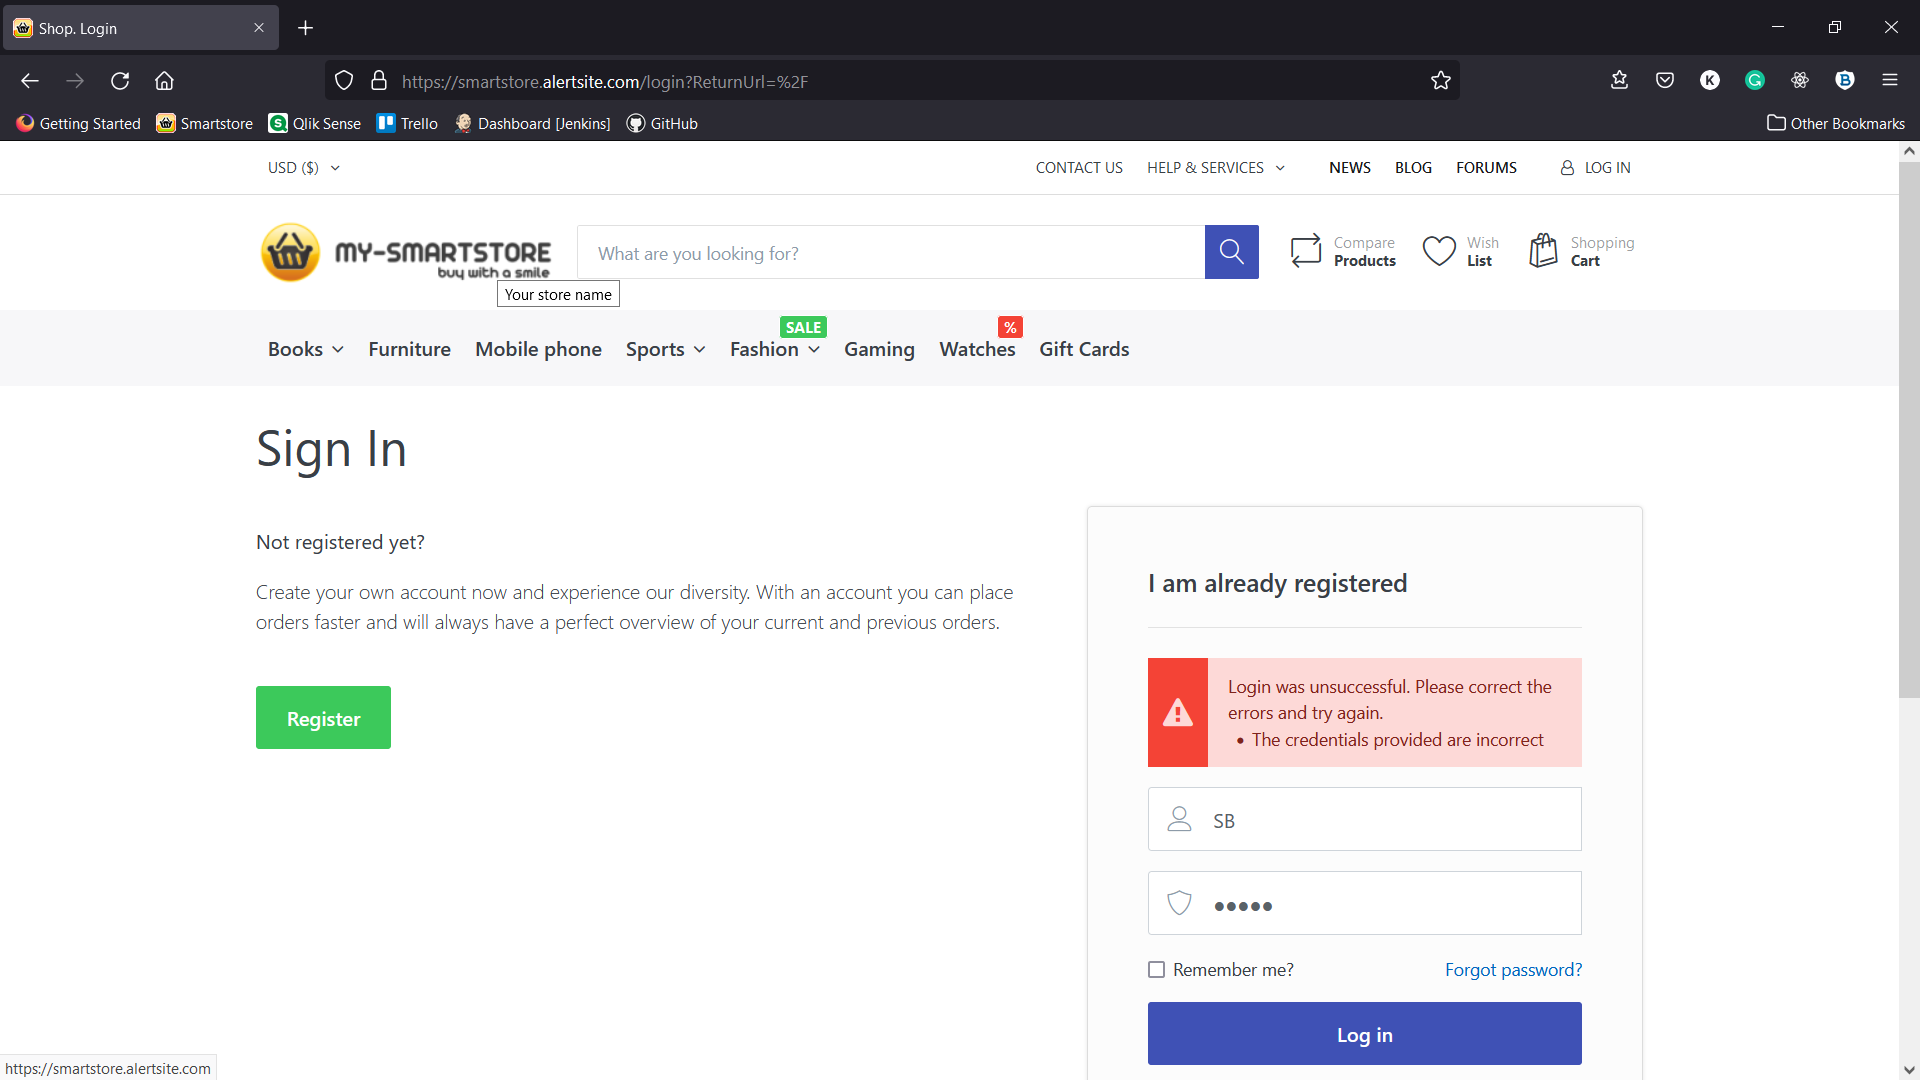 Shop. Login
https://smartstore.alertsite.com/login?ReturnUrl=%2F
K
G
B
Getting Started
Smartstore
S Qlik Sense
Trello
Dashboard [Jenkins]
GitHub
Other Bookmarks
USD ($)
CONTACT US
HELP & SERVICES
NEWS
BLOG
FORUMS
LOG IN
MY-SMARTSTORE
buy with a smile
What are you looking for?
Compare
Products
Wish
List
Shopping
Cart
Your store name
SALE
%
Books
Furniture
Mobile phone
Sports
Fashion
Gaming
Watches
Gift Cards
Sign In
Not registered yet?
Create your own account now and experience our diversity. With an account you can place
orders faster and will always have a perfect overview of your current and previous orders.
Register
I am already registered
Login was unsuccessful. Please correct the
errors and try again.
• The credentials provided are incorrect
SB
●●●●●
Remember me?
Forgot password?
Log in
https://smartstore.alertsite.com